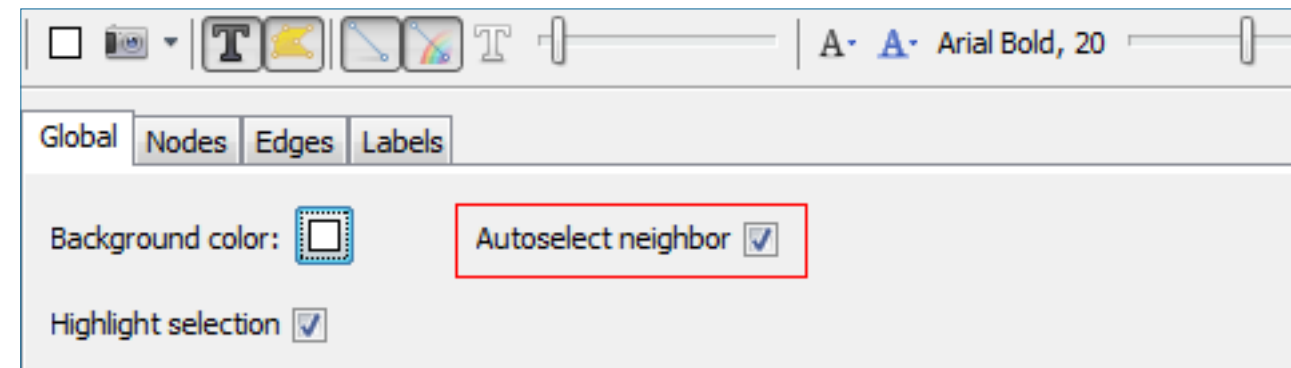 T T A A Arial Bold, 20
Global Nodes Edges Labels
Background color: Autoselect neighbor
Highlight selection